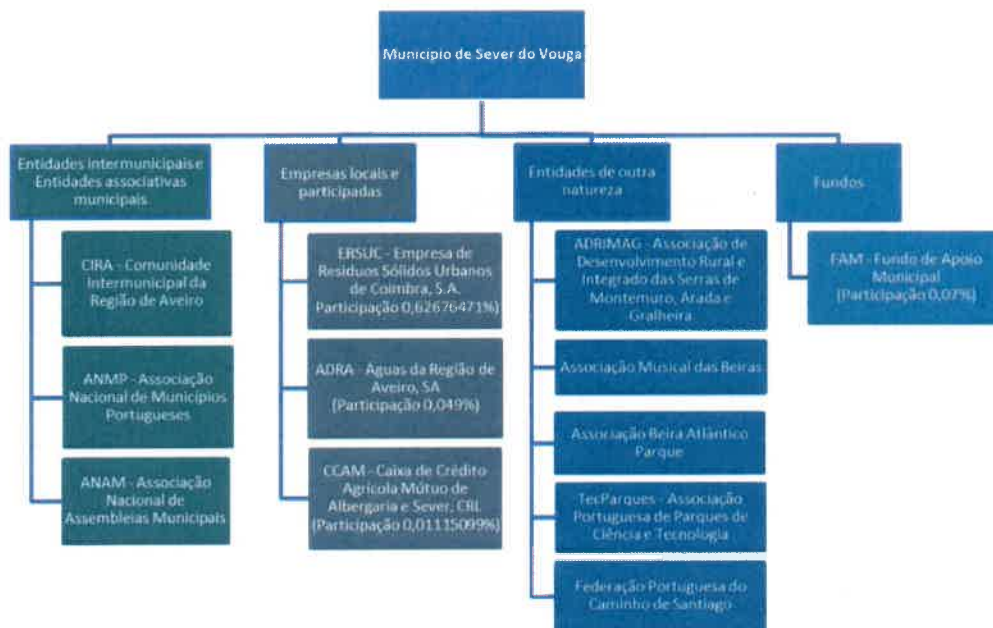 Município de Sever do Vouga
Entidades intermunicipais e
Entidades associativas
municipais
CIRA - Comunidade
Intermunicipal da
Região de Aveiro
ANMP - Associação
Nacional de Municípios
Portugueses
ANAM - Associação
Nacional de
Assembleias Municipais
Empresas locais e
participadas
ERSUC - Empresa de
Resíduos Sólidos Urbanos
de Coimbra, S.A.
Participação 0,62676471%)
ADRA - Águas da Região de
Aveiro, SA
(Participação 0,049%)
CCAM - Caixa de Crédito
Agrícola Mútuo de
Albergaria e Sever, CRL
(Participação 0,01115099%)
Entidades de outra
natureza
ADRIMAG - Associação de
Desenvolvimento Rural e
Integrado das Serras de
Montemuro, Arada e
Gralheira
Associação Musical das Beiras
Associação Beira Atlântico
Parque
TecParques - Associação
Portuguesa de Parques de
Ciência e Tecnologia
Federação Portuguesa do
Caminho de Santiago
Fundos
FAM - Fundo de Apoio
Municipal
(Participação 0,07%)